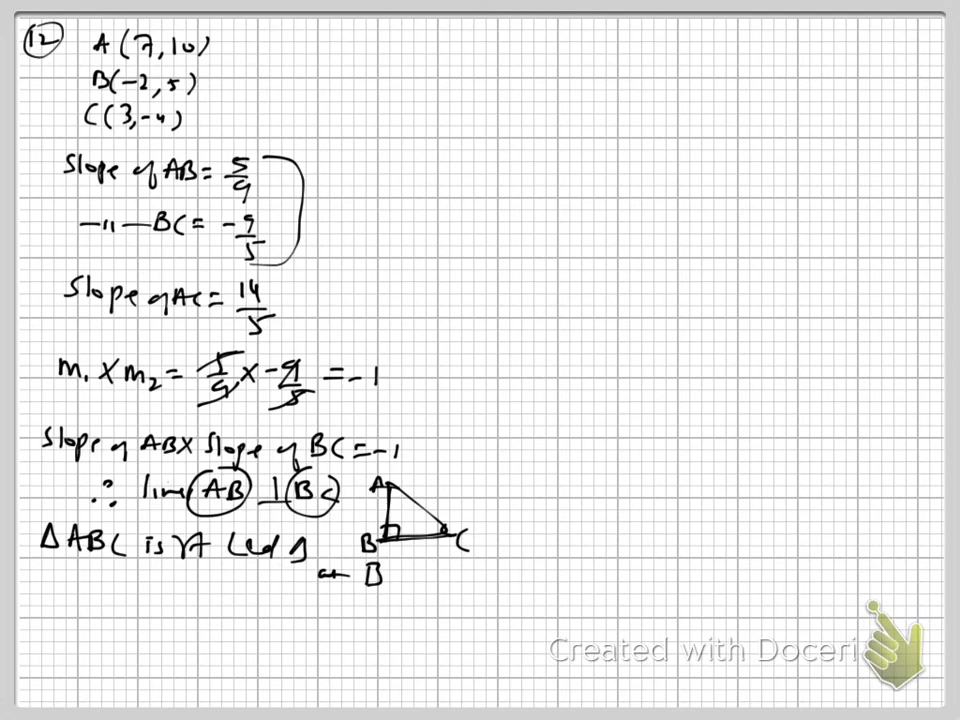 12
A (7, 10)
B(-2, 5)
C(3, -4)
Slope of AB = 5/9
—"— BC = -9/5
Slope of AC = 14/5
m₁ × m₂ = 5/9 × -9/5 = -1
Slope of AB × Slope of BC = -1
∴ line AB ⊥ BC
Δ ABC is rt ∠ed Δ
at B
A
B
C
Created with Doceri